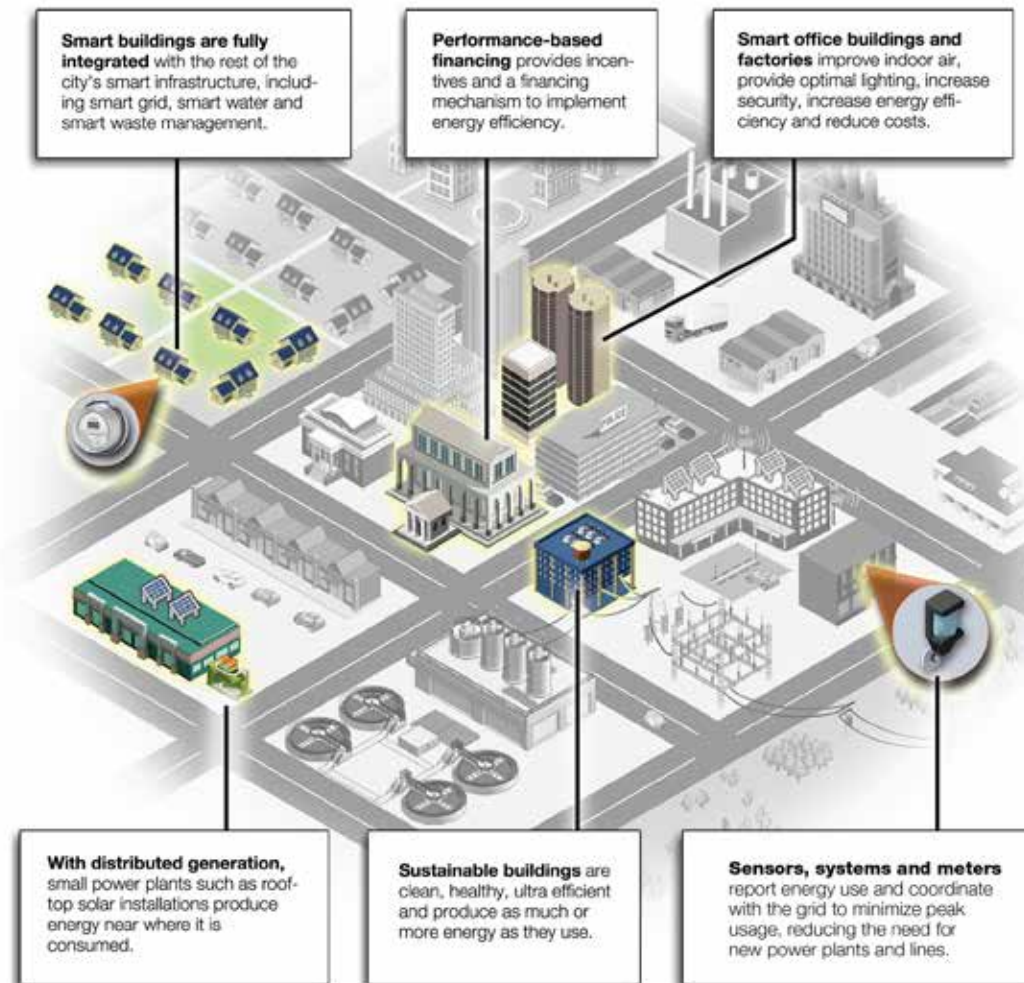 Smart buildings are fully
integrated with the rest of the
city's smart infrastructure, includ-
ing smart grid, smart water and
smart waste management.
Performance-based
financing provides incen-
tives and a financing
mechanism to implement
energy efficiency.
Smart office buildings and
factories improve indoor air,
provide optimal lighting, increase
security, increase energy effi-
ciency and reduce costs.
POLICE
With distributed generation,
small power plants such as roof-
top solar installations produce
energy near where it is
consumed.
Sustainable buildings are
clean, healthy, ultra efficient
and produce as much or
more energy as they use.
Sensors, systems and meters
report energy use and coordinate
with the grid to minimize peak
usage, reducing the need for
new power plants and lines.